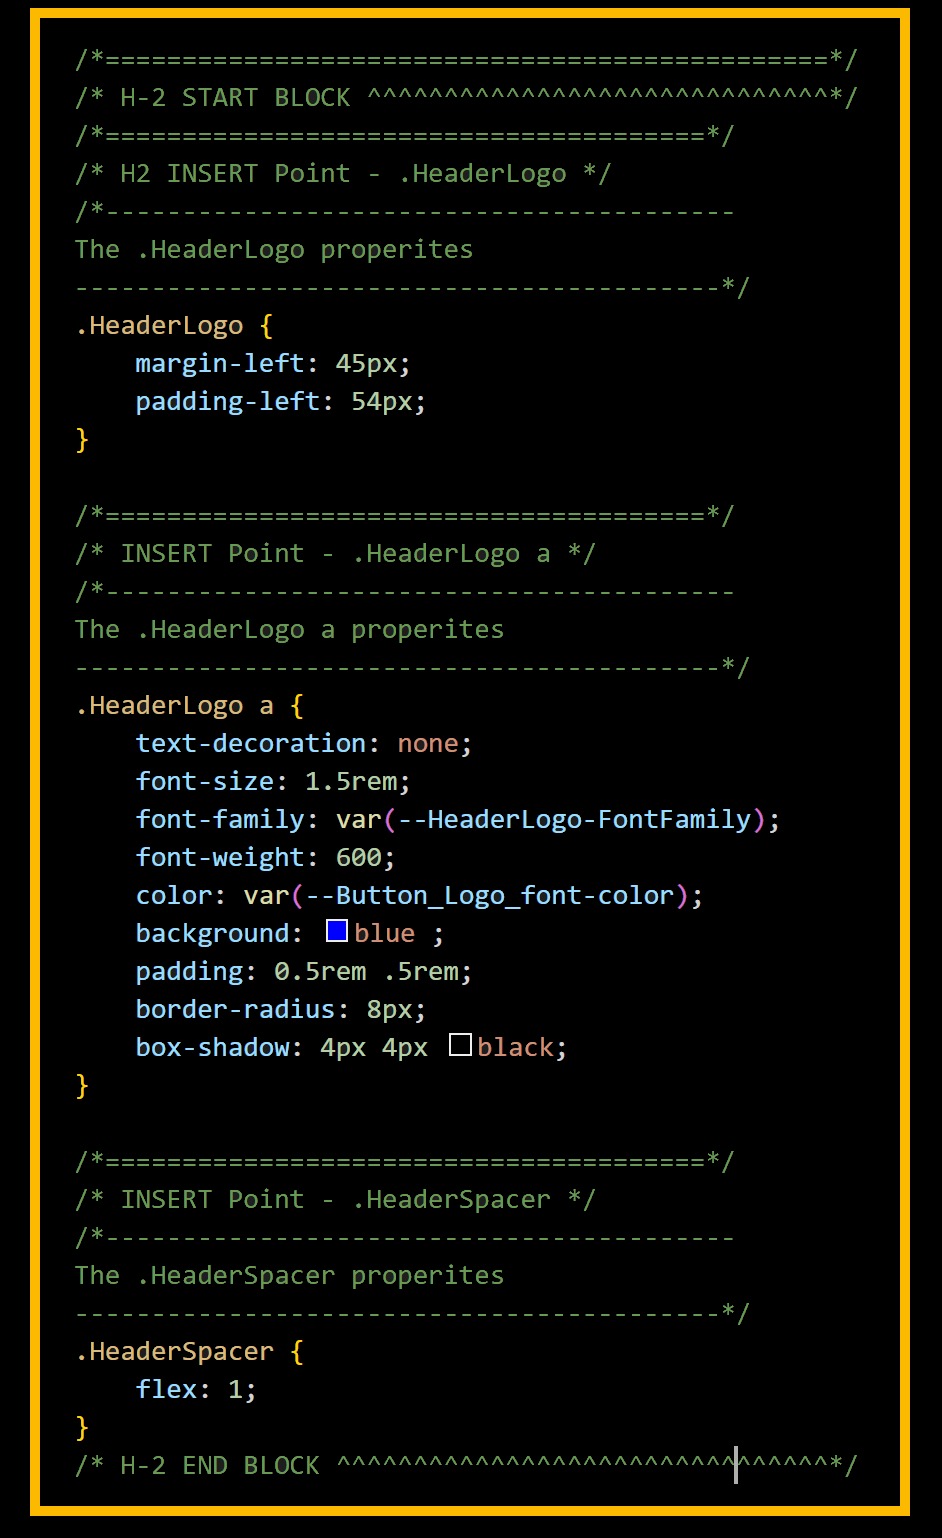 /*===============================================*/
/* H-2 START BLOCK ^^^^^^^^^^^^^^^^^^^^^^^^^^^^^^*/
/*=======================================*/
/* H2 INSERT Point - .HeaderLogo */
/*-----------------------------------------
The .HeaderLogo properites
------------------------------------------*/
.HeaderLogo {
    margin-left: 45px;
    padding-left: 54px;
}
/*=======================================*/
/* INSERT Point - .HeaderLogo a */
/*-----------------------------------------
The .HeaderLogo a properites
------------------------------------------*/
.HeaderLogo a {
    text-decoration: none;
    font-size: 1.5rem;
    font-family: var(--HeaderLogo-FontFamily);
    font-weight: 600;
    color: var(--Button_Logo_font-color);
    background: blue ;
    padding: 0.5rem .5rem;
    border-radius: 8px;
    box-shadow: 4px 4px black;
}
/*=======================================*/
/* INSERT Point - .HeaderSpacer */
/*-----------------------------------------
The .HeaderSpacer properites
------------------------------------------*/
.HeaderSpacer {
    flex: 1;
}
/* H-2 END BLOCK ^^^^^^^^^^^^^^^^^^^^^^^^^^^^^^^^*/